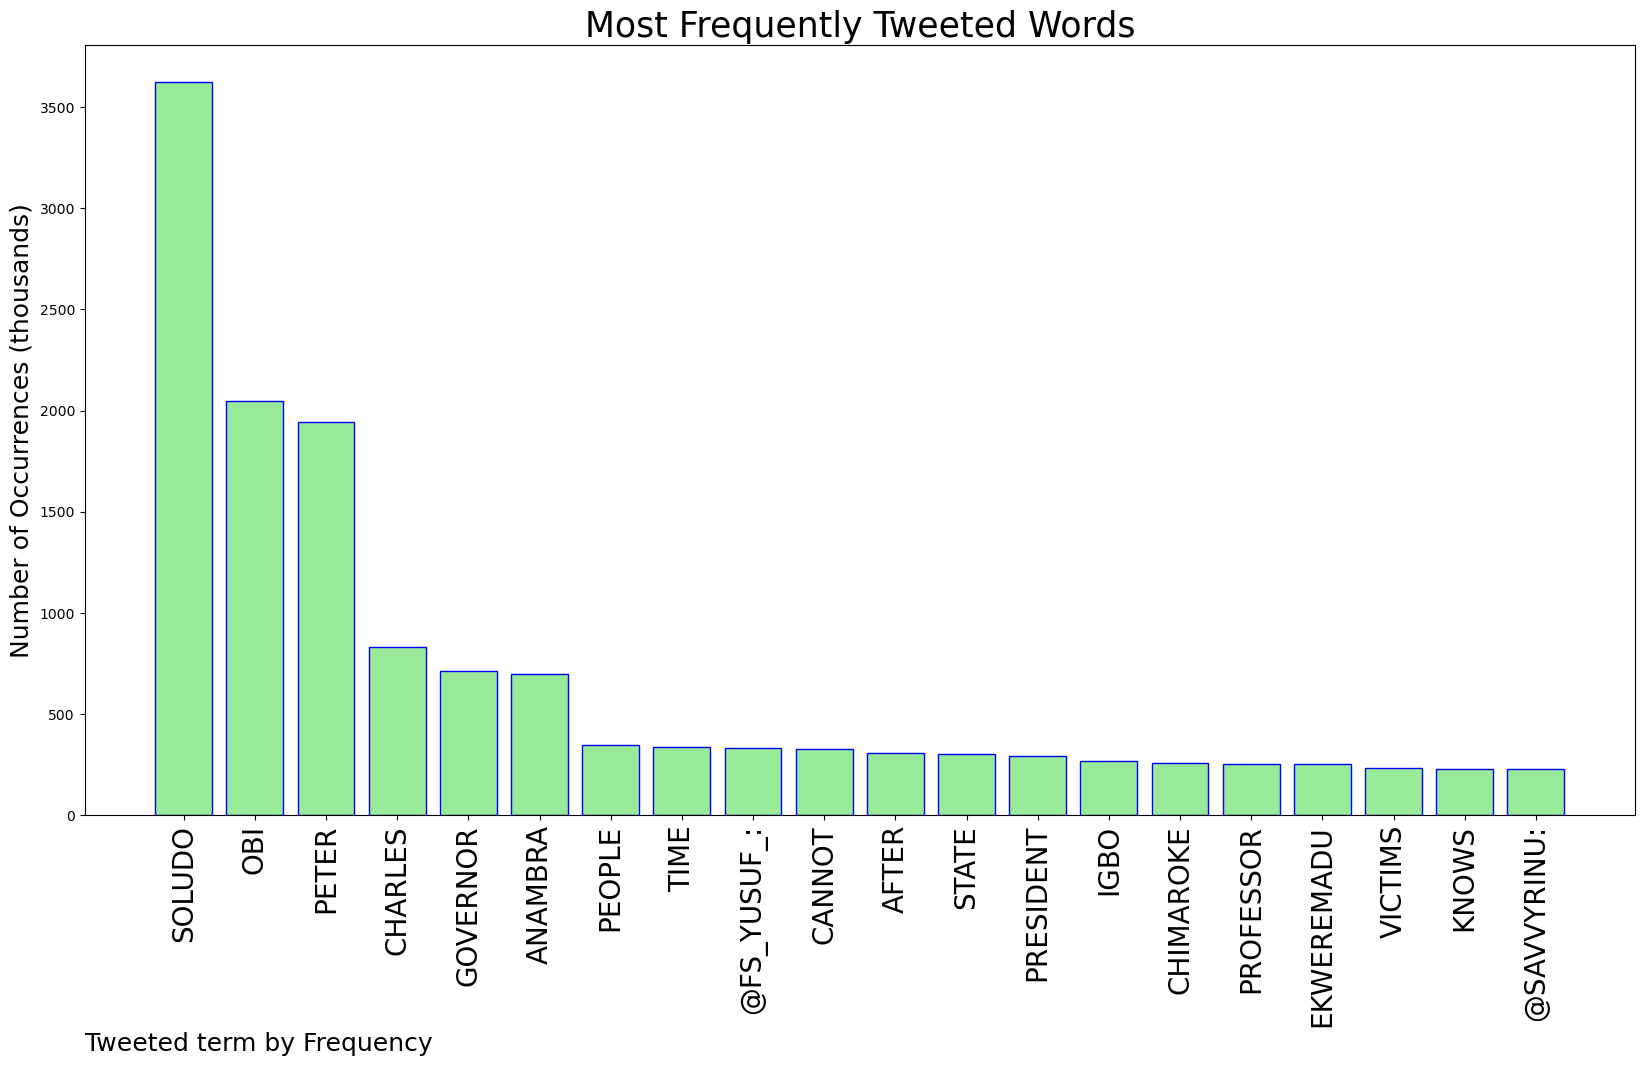 Most Frequently Tweeted Words
Number of Occurrences (thousands)
3500
3000
2500
2000
1500
1000
500
0
SOLUDO
OBI
PETER
CHARLES
GOVERNOR
ANAMBRA
PEOPLE
TIME
@FS_YUSUF_:
CANNOT
AFTER
STATE
PRESIDENT
IGBO
CHIMAROKE
PROFESSOR
EKWEREMADU
VICTIMS
KNOWS
@SAVVYRINU:
Tweeted term by Frequency